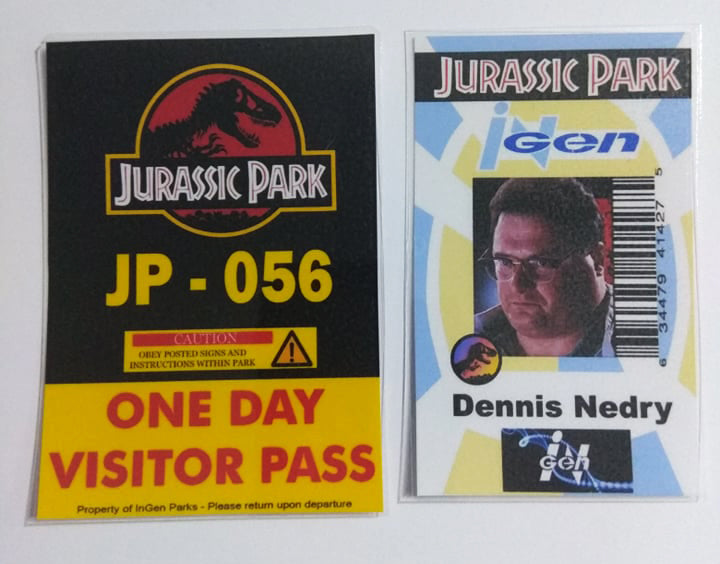 JURASSIC PARK
JP - 056
CAUTION
OBEY POSTED SIGNS AND
INSTRUCTIONS WITHIN PARK
ONE DAY
VISITOR PASS
Property of InGen Parks - Please return upon departure
JURASSIC PARK
inGen
6 34479 41427 5
Dennis Nedry
inGen